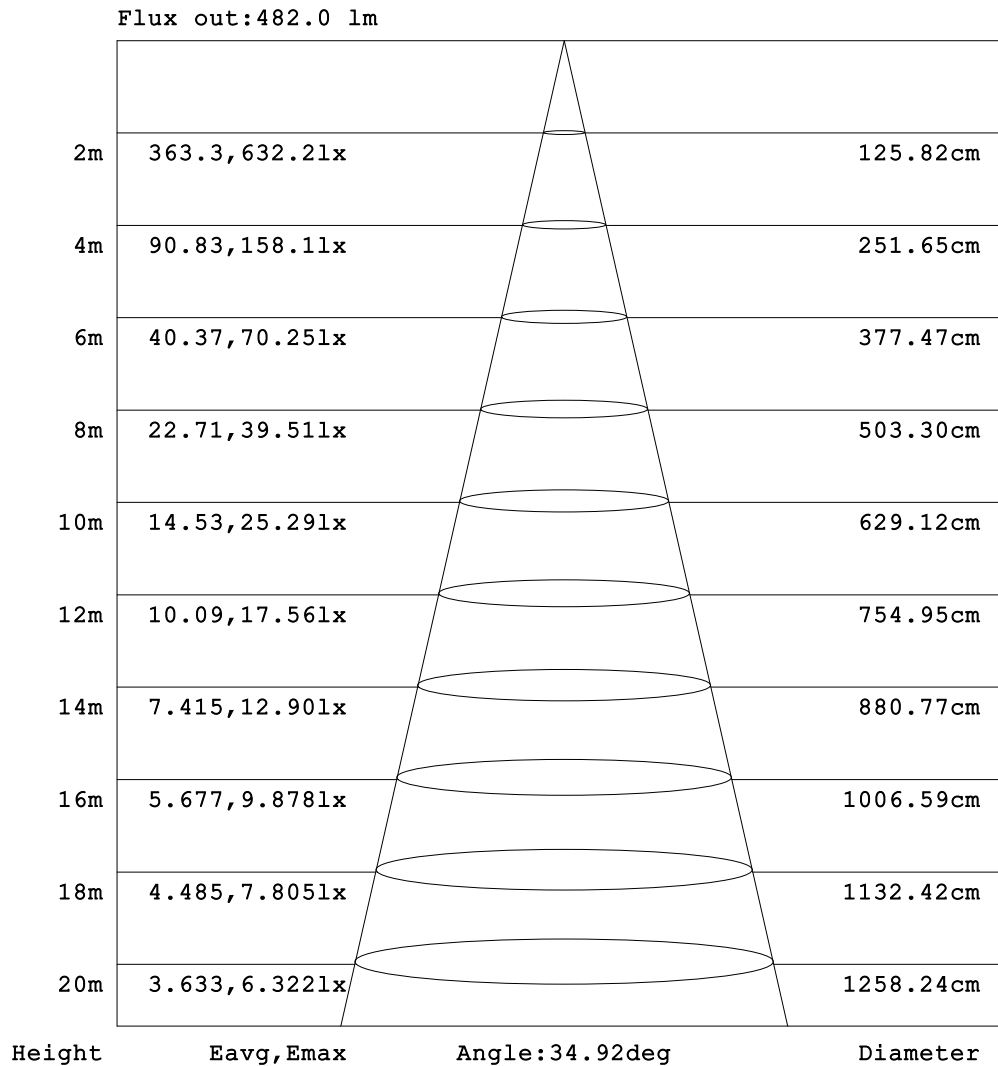 Flux out:482.0 lm
2m 363.3,632.2lx 125.82cm
4m 90.83,158.1lx 251.65cm
6m 40.37,70.25lx 377.47cm
8m 22.71,39.51lx 503.30cm
10m 14.53,25.29lx 629.12cm
12m 10.09,17.56lx 754.95cm
14m 7.415,12.90lx 880.77cm
16m 5.677,9.878lx 1006.59cm
18m 4.485,7.805lx 1132.42cm
20m 3.633,6.322lx 1258.24cm
Height Eavg,Emax Angle:34.92deg Diameter